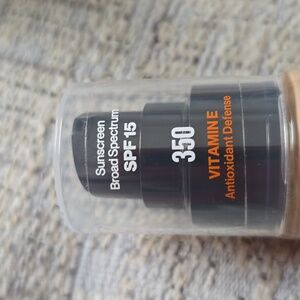 Sunscreen
Broad Spectrum
SPF 15
350
VITAMIN E
Antioxidant Defense